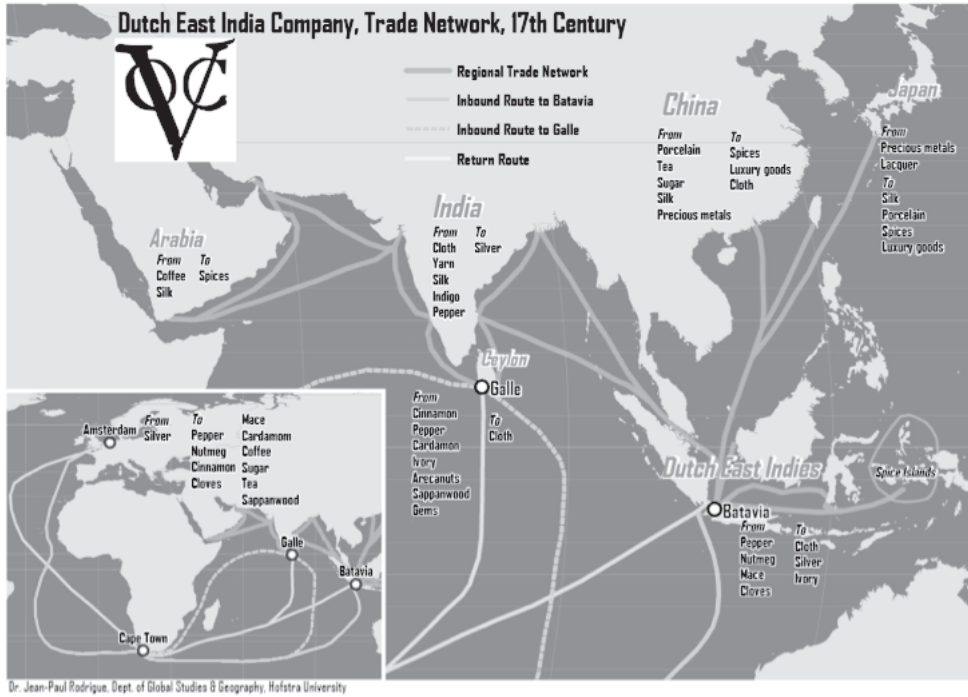 Dutch East India Company, Trade Network, 17th Century
VOC
Regional Trade Network
Inbound Route to Batavia
Inbound Route to Galle
Return Route
Japan
From
Precious metals
Lacquer
To
Silk
Porcelain
Spices
Luxury goods
China
From
Porcelain
Tea
Sugar
Silk
Precious metals
To
Spices
Luxury goods
Cloth
India
From
Cloth
Yarn
Silk
Indigo
Pepper
To
Silver
Arabia
From
Coffee
Silk
To
Spices
Ceylon
Galle
From
Cinnamon
Pepper
Cardamon
Ivory
Arecanuts
Sappanwood
Gems
To
Cloth
Dutch East Indies
Spice Islands
Batavia
From
Pepper
Nutmeg
Mace
Cloves
To
Cloth
Silver
Ivory
Amsterdam
From
Silver
To
Pepper
Nutmeg
Cinnamon
Cloves
Mace
Cardamom
Coffee
Sugar
Tea
Sappanwood
Galle
Batavia
Cape Town
Dr. Jean-Paul Rodrigue, Dept. of Global Studies & Geography, Hofstra University